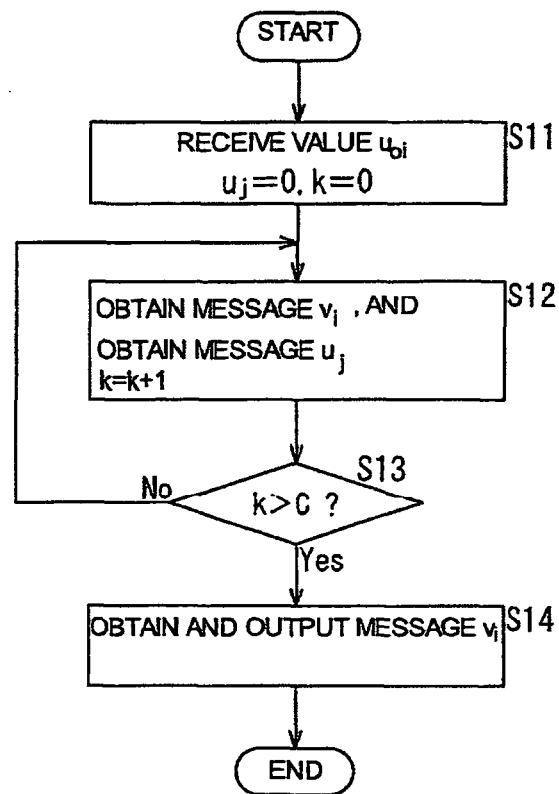 START
RECEIVE VALUE u₀ᵢ
S11
uⱼ=0, k=0
S12
OBTAIN MESSAGE vᵢ , AND
OBTAIN MESSAGE uⱼ
k=k+1
S13
No
k>C ?
Yes
OBTAIN AND OUTPUT MESSAGE vᵢ
S14
END